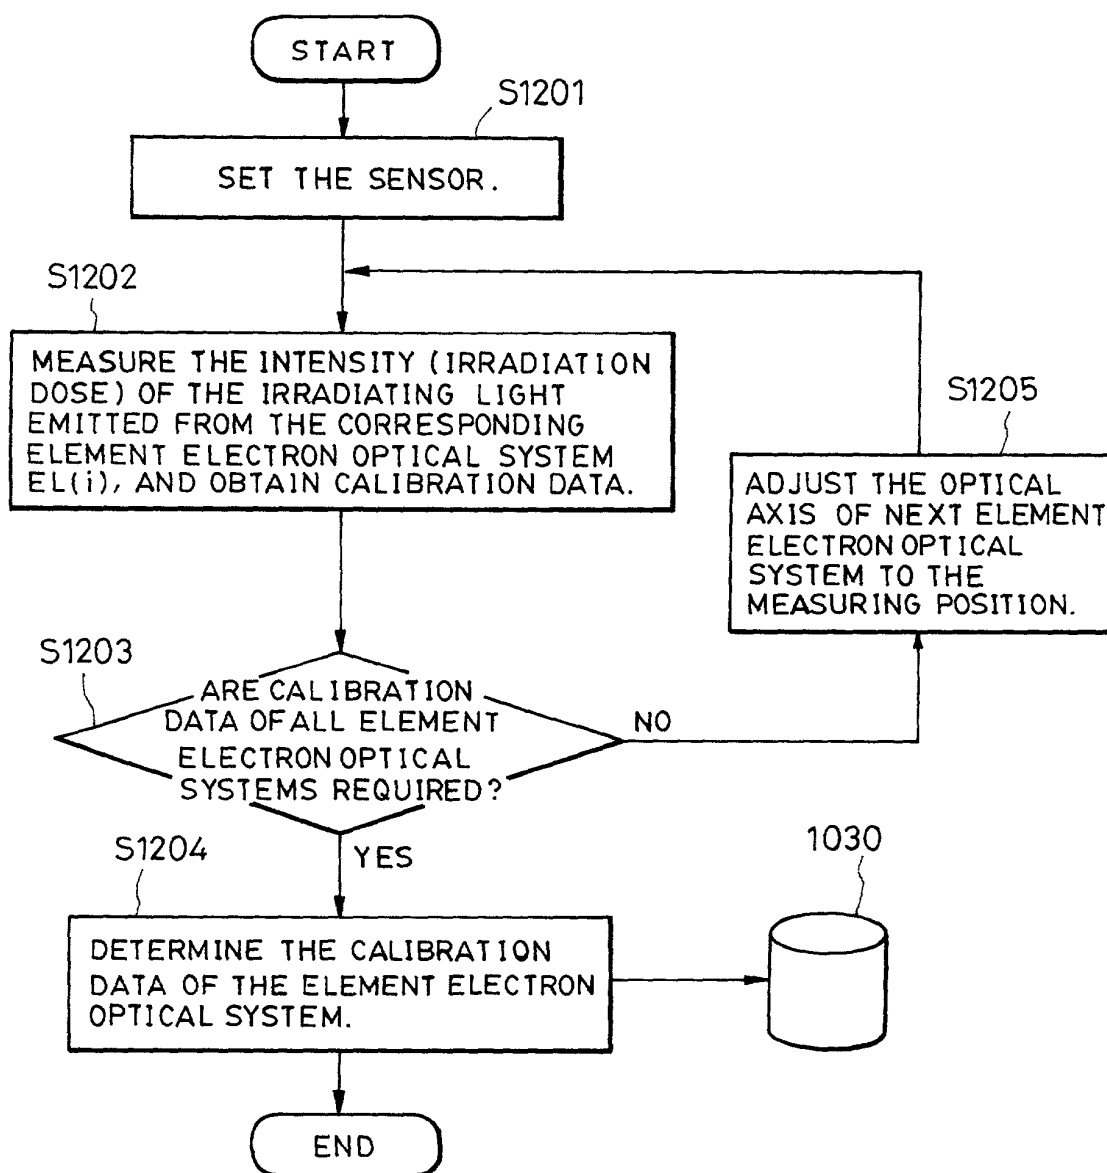 START
S1201
SET THE SENSOR.
S1202
MEASURE THE INTENSITY (IRRADIATION
DOSE) OF THE IRRADIATING LIGHT
EMITTED FROM THE CORRESPONDING
ELEMENT ELECTRON OPTICAL SYSTEM
EL(i), AND OBTAIN CALIBRATION DATA.
S1205
ADJUST THE OPTICAL
AXIS OF NEXT ELEMENT
ELECTRON OPTICAL
SYSTEM TO THE
MEASURING POSITION.
S1203
ARE CALIBRATION
DATA OF ALL ELEMENT
ELECTRON OPTICAL
SYSTEMS REQUIRED?
NO
YES
S1204
DETERMINE THE CALIBRATION
DATA OF THE ELEMENT ELECTRON
OPTICAL SYSTEM.
1030
END